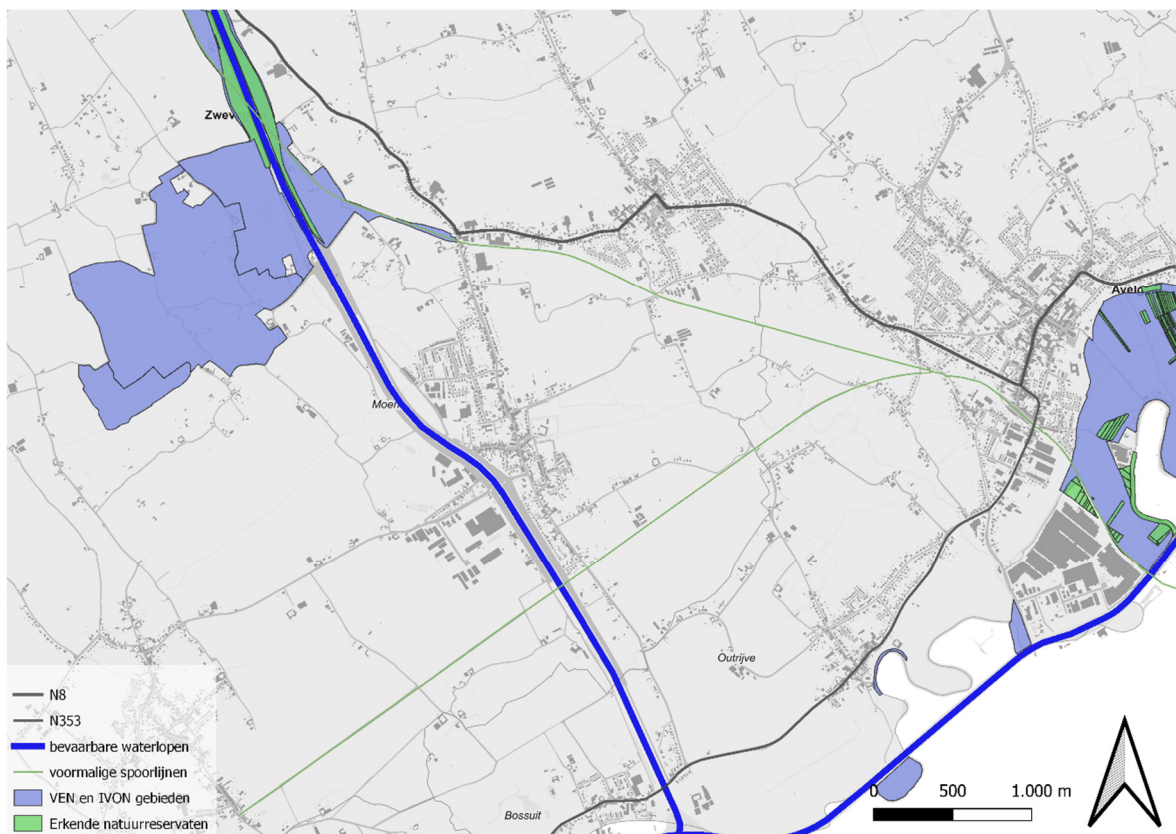 Zwev
Avelg
Moen
Outrijve
Bossuit
N8
N353
bevaarbare waterlopen
voormalige spoorlijnen
VEN en IVON gebieden
Erkende natuurreservaten
0 500 1.000 m